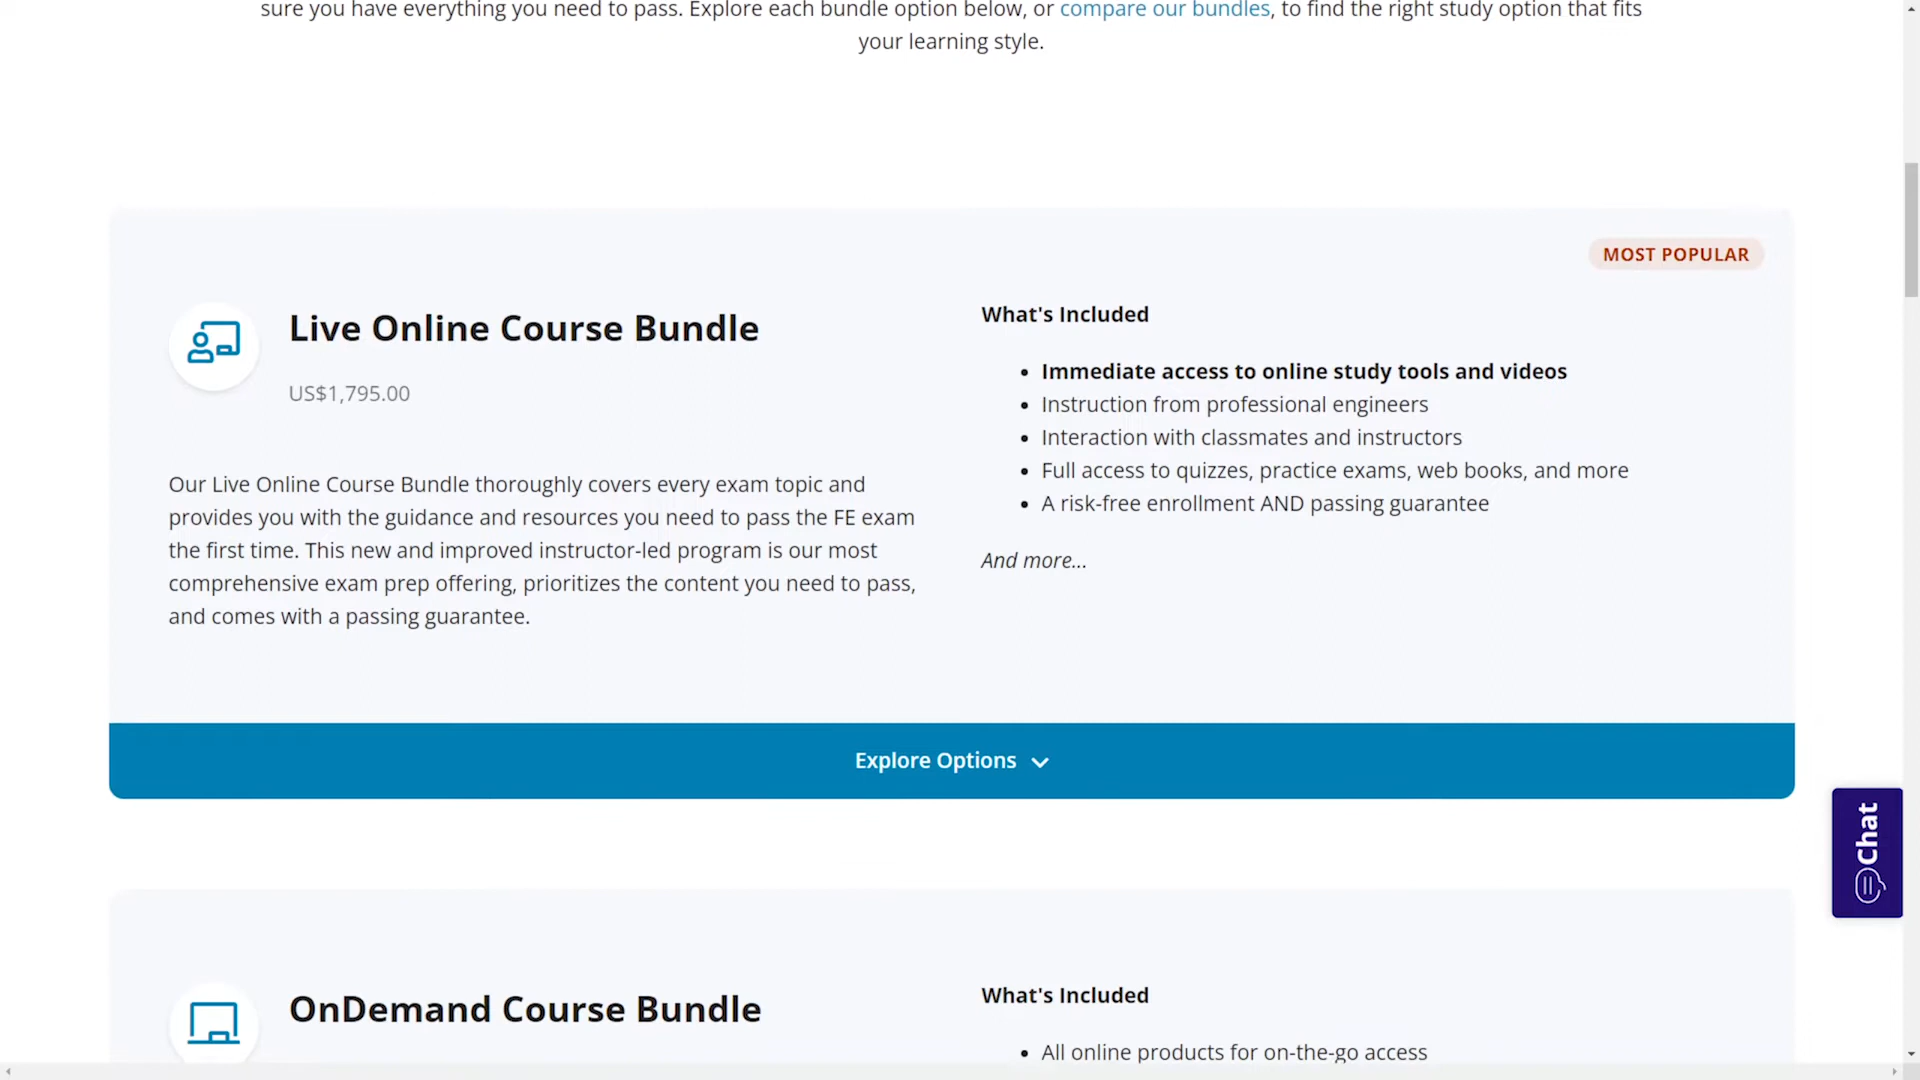 sure you have everything you need to pass. Explore each bundle option below, or compare our bundles, to find the right study option that fits
your learning style.
MOST POPULAR
Live Online Course Bundle
US$1,795.00
Our Live Online Course Bundle thoroughly covers every exam topic and
provides you with the guidance and resources you need to pass the FE exam
the first time. This new and improved instructor-led program is our most
comprehensive exam prep offering, prioritizes the content you need to pass,
and comes with a passing guarantee.
What's Included
• Immediate access to online study tools and videos
• Instruction from professional engineers
• Interaction with classmates and instructors
• Full access to quizzes, practice exams, web books, and more
• A risk-free enrollment AND passing guarantee
And more...
Explore Options
Chat
OnDemand Course Bundle
What's Included
• All online products for on-the-go access